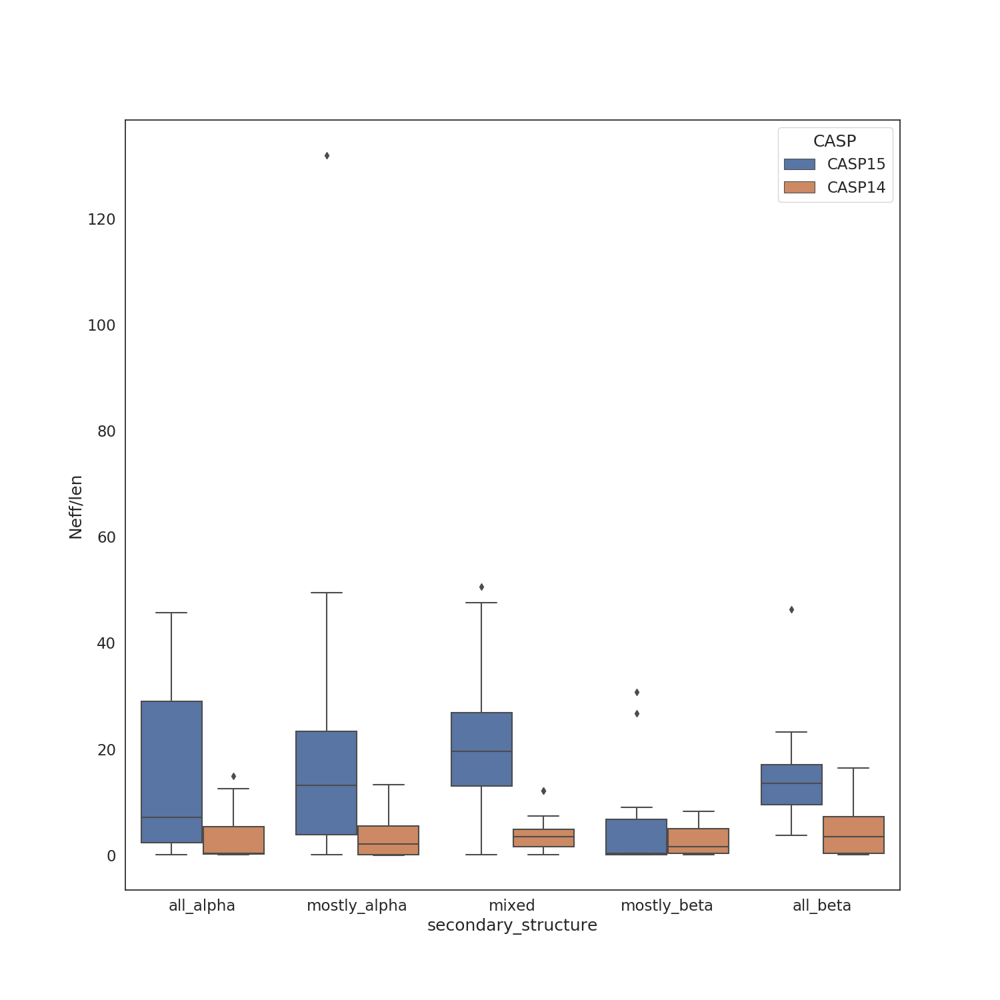 CASP
CASP15
CASP14
120
100
80
60
40
20
0
Neff/len
all_alpha mostly_alpha mixed mostly_beta all_beta
secondary_structure